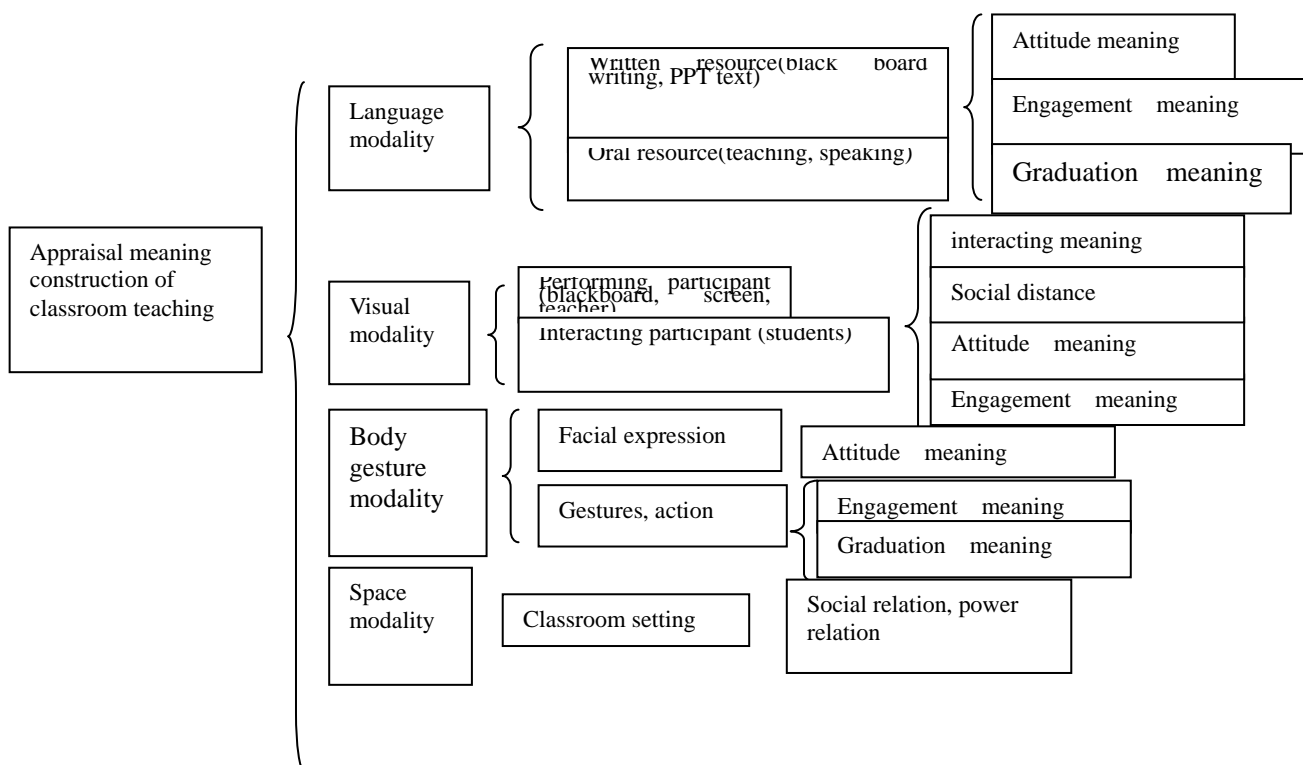 Appraisal meaning
construction of
classroom teaching
Language
modality
Written resource(black board
writing, PPT text)
Oral resource(teaching, speaking)
Attitude meaning
Engagement meaning
Graduation meaning
Visual
modality
Performing participant
(blackboard, screen,
teacher)
Interacting participant (students)
interacting meaning
Social distance
Attitude meaning
Engagement meaning
Body
gesture
modality
Facial expression
Attitude meaning
Gestures, action
Engagement meaning
Graduation meaning
Space
modality
Classroom setting
Social relation, power
relation